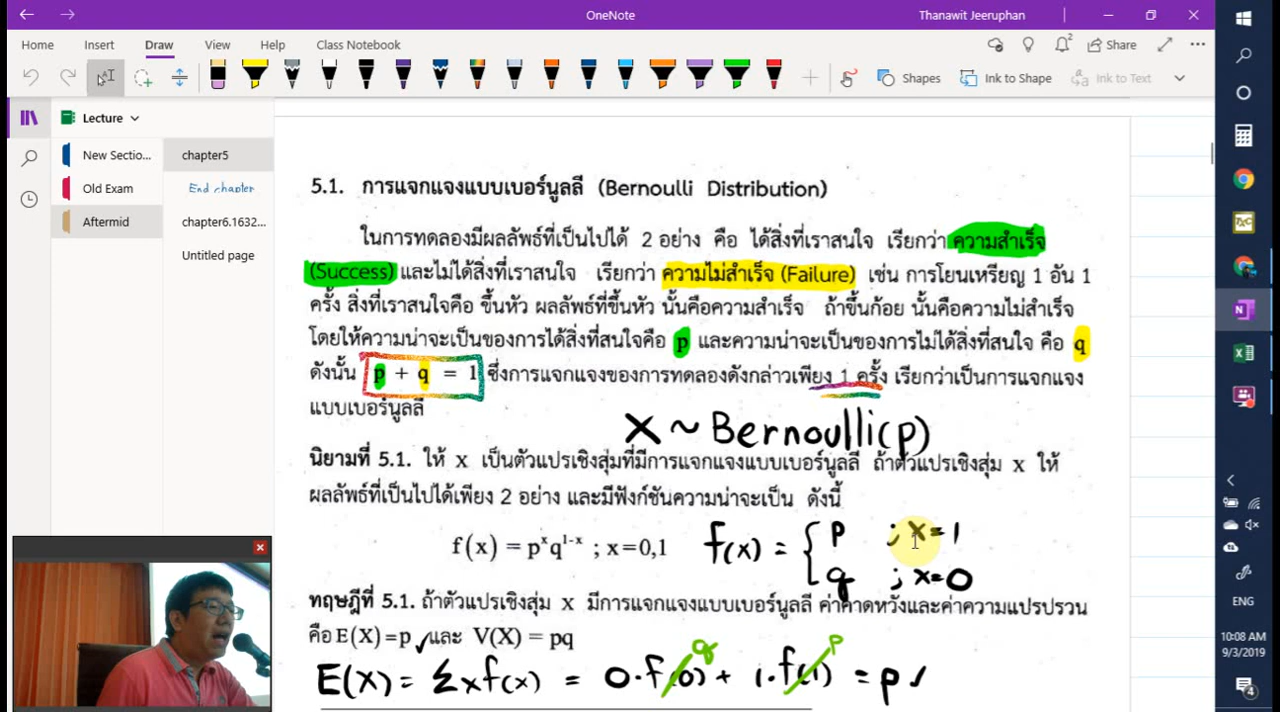 OneNote
Thanawit Jeeruphan
Home Insert Draw View Help Class Notebook
Share
Shapes
Ink to Shape
Ink to Text
Lecture
New Sectio...
Old Exam
Aftermid
chapter5
End chapter
chapter6.1632...
Untitled page
5.1. การแจกแจงแบบเบอร์นูลลี (Bernoulli Distribution)
ในการทดลองมีผลลัพธ์ที่เป็นไปได้ 2 อย่าง คือ ได้สิ่งที่เราสนใจ เรียกว่า ความสำเร็จ
(Success) และไม่ได้สิ่งที่เราสนใจ เรียกว่า ความไม่สำเร็จ (Failure) เช่น การโยนเหรียญ 1 อัน 1
ครั้ง สิ่งที่เราสนใจคือ ขึ้นหัว ผลลัพธ์ที่ขึ้นหัว นั้นคือความสำเร็จ ถ้าขึ้นก้อย นั้นคือความไม่สำเร็จ
โดยให้ความน่าจะเป็นของการได้สิ่งที่สนใจคือ p และความน่าจะเป็นของการไม่ได้สิ่งที่สนใจ คือ q
ดังนั้น p + q = 1 ซึ่งการแจกแจงของการทดลองดังกล่าวเพียง 1 ครั้ง เรียกว่าเป็นการแจกแจง
แบบเบอร์นูลลี
X ~ Bernoulli(p)
นิยามที่ 5.1. ให้ x เป็นตัวแปรเชิงสุ่มที่มีการแจกแจงแบบเบอร์นูลลี ถ้าตัวแปรเชิงสุ่ม x ให้
ผลลัพธ์ที่เป็นไปได้เพียง 2 อย่าง และมีฟังก์ชันความน่าจะเป็น ดังนี้
f(x) = pˣq¹⁻ˣ ; x=0,1
f(x) = { p ; x=1
q ; x=0
ทฤษฎีที่ 5.1. ถ้าตัวแปรเชิงสุ่ม x มีการแจกแจงแบบเบอร์นูลลี ค่าคาดหวังและค่าความแปรปรวน
คือ E(X) =p ✓ และ V(X) = pq
E(X) = Σxf(x) = 0·f(0) q + 1·f(1) p = p ✓
ENG
10:08 AM
9/3/2019
4